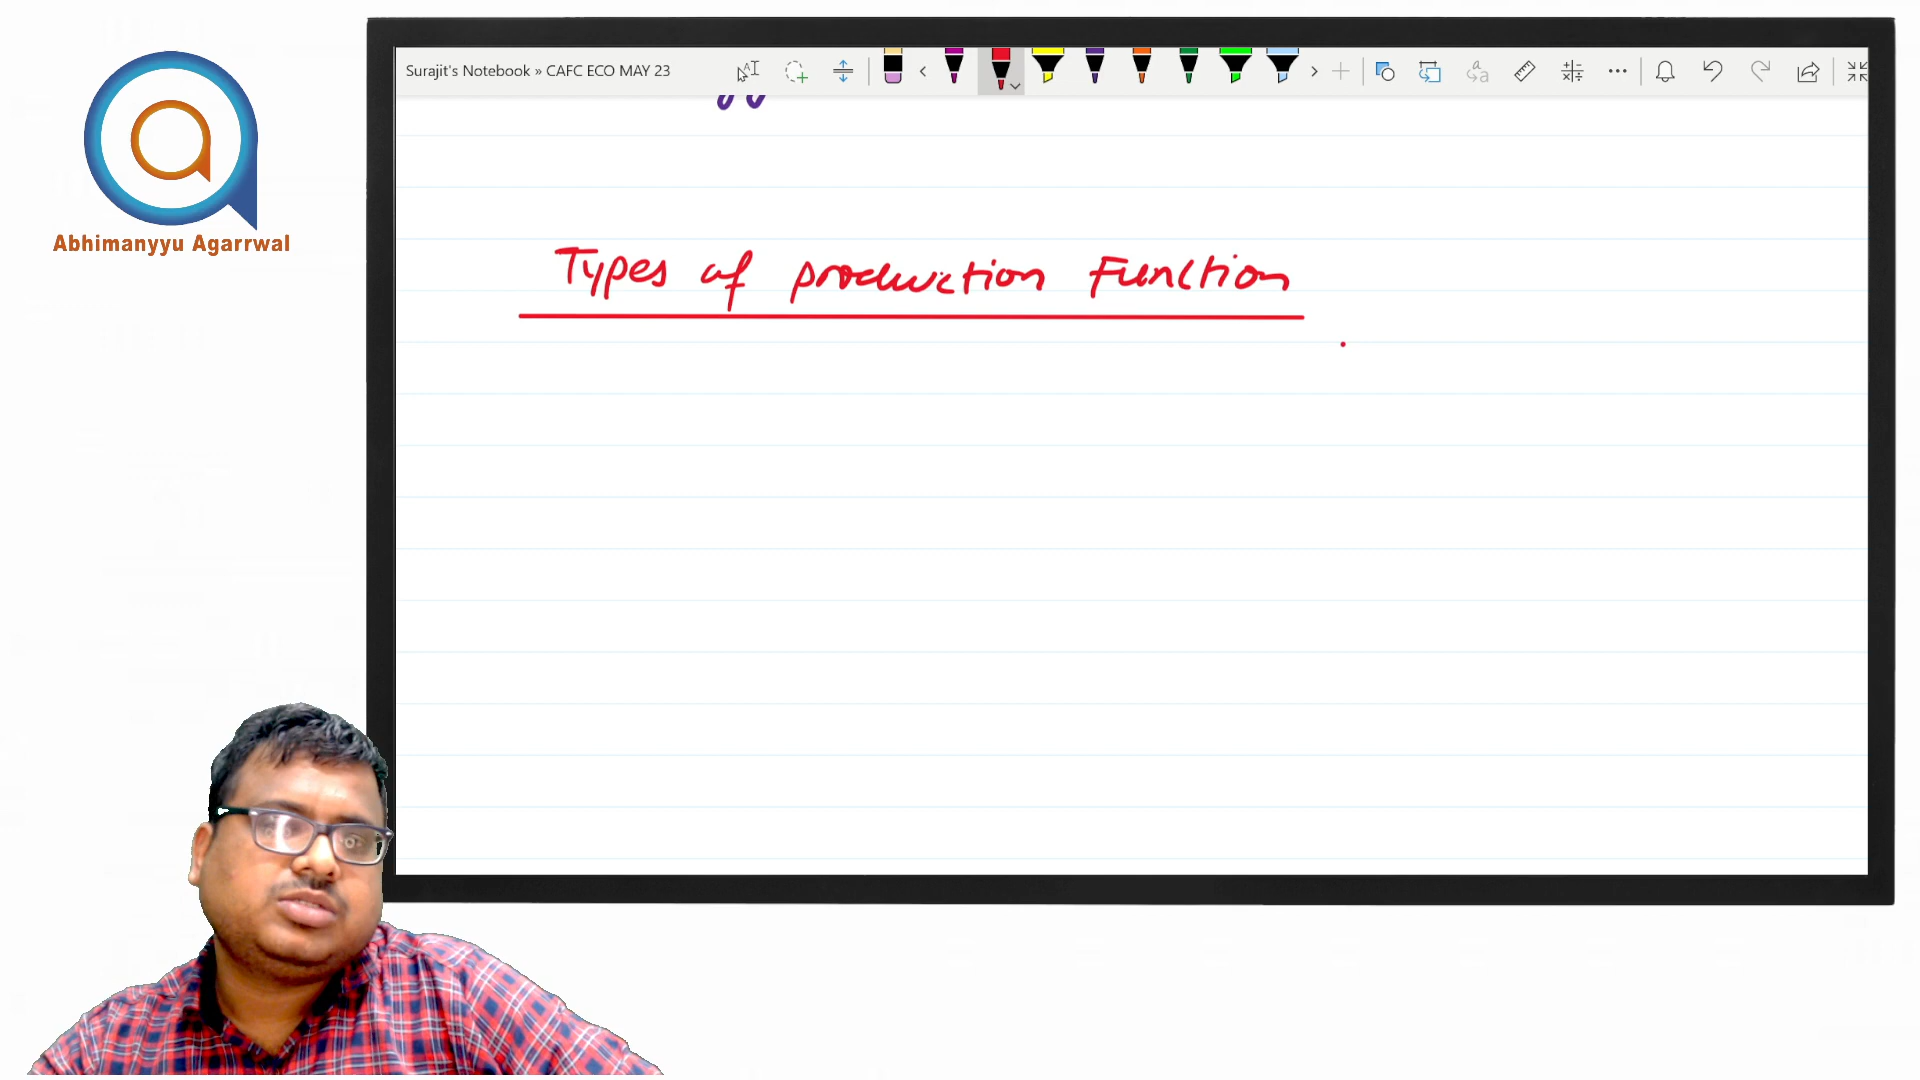 Abhimanyyu Agarrwal
Surajit's Notebook » CAFC ECO MAY 23
Types of production Function